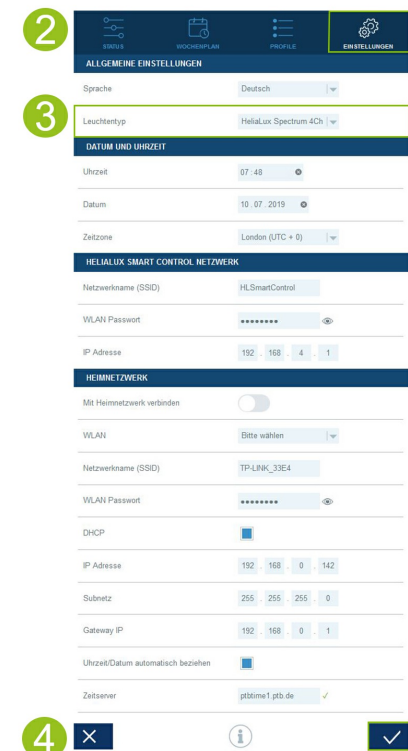 2
STATUS WOCHENPLAN PROFILE EINSTELLUNGEN
ALLGEMEINE EINSTELLUNGEN
Sprache Deutsch
3
Leuchtentyp HeliaLux Spectrum 4Ch
DATUM UND UHRZEIT
Uhrzeit 07 : 48
Datum 10 . 07 . 2019
Zeitzone London (UTC + 0)
HELIALUX SMART CONTROL NETZWERK
Netzwerkname (SSID) HLSmartControl
WLAN Passwort ••••••••
IP Adresse 192 . 168 . 4 . 1
HEIMNETZWERK
Mit Heimnetzwerk verbinden
WLAN Bitte wählen
Netzwerkname (SSID) TP-LINK_33E4
WLAN Passwort ••••••••
DHCP
IP Adresse 192 . 168 . 0 . 142
Subnetz 255 . 255 . 255 . 0
Gateway IP 192 . 168 . 0 . 1
Uhrzeit/Datum automatisch beziehen
Zeitserver ptbtime1.ptb.de ✓
4